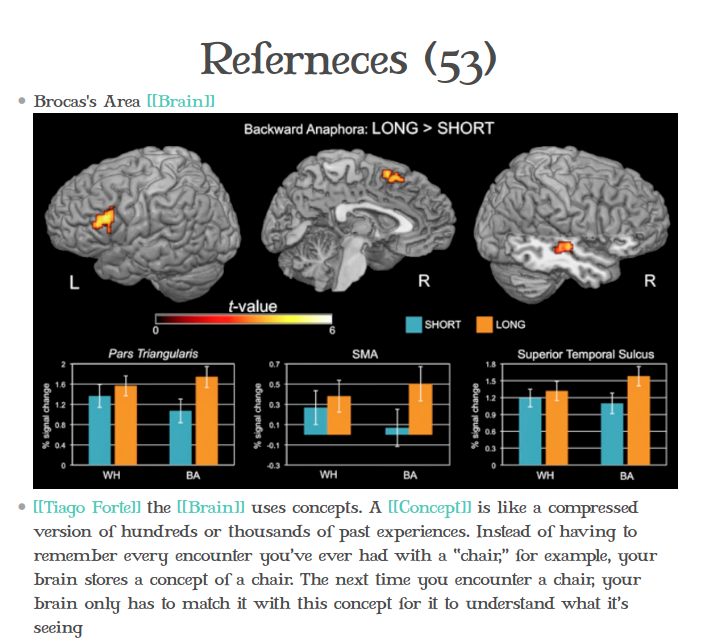 Referneces (53)
Brocas's Area [[Brain]]
Backward Anaphora: LONG > SHORT
L
R
R
t-value
0
6
SHORT
LONG
Pars Triangularis
% signal change
2
1.6
1.2
0.8
0.4
0
WH
BA
SMA
% signal change
0.7
0.5
0.3
0.1
-0.1
-0.3
WH
BA
Superior Temporal Sulcus
% signal change
1.8
1.5
1.2
0.9
0.6
0.3
0
WH
BA
[[Tiago Forte]] the [[Brain]] uses concepts. A [[Concept]] is like a compressed
version of hundreds or thousands of past experiences. Instead of having to
remember every encounter you've ever had with a "chair," for example, your
brain stores a concept of a chair. The next time you encounter a chair, your
brain only has to match it with this concept for it to understand what it's
seeing